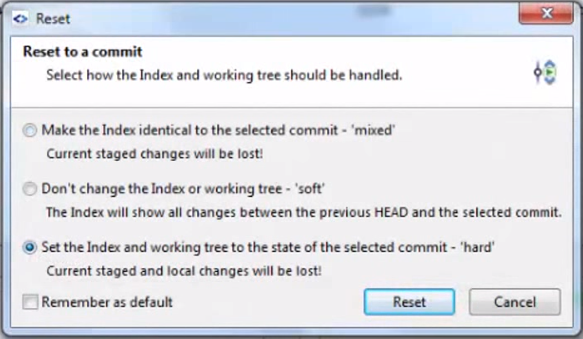 Reset
Reset to a commit
Select how the Index and working tree should be handled.
Make the Index identical to the selected commit - 'mixed'
Current staged changes will be lost!
Don't change the Index or working tree - 'soft'
The Index will show all changes between the previous HEAD and the selected commit.
Set the Index and working tree to the state of the selected commit - 'hard'
Current staged and local changes will be lost!
Remember as default Reset Cancel